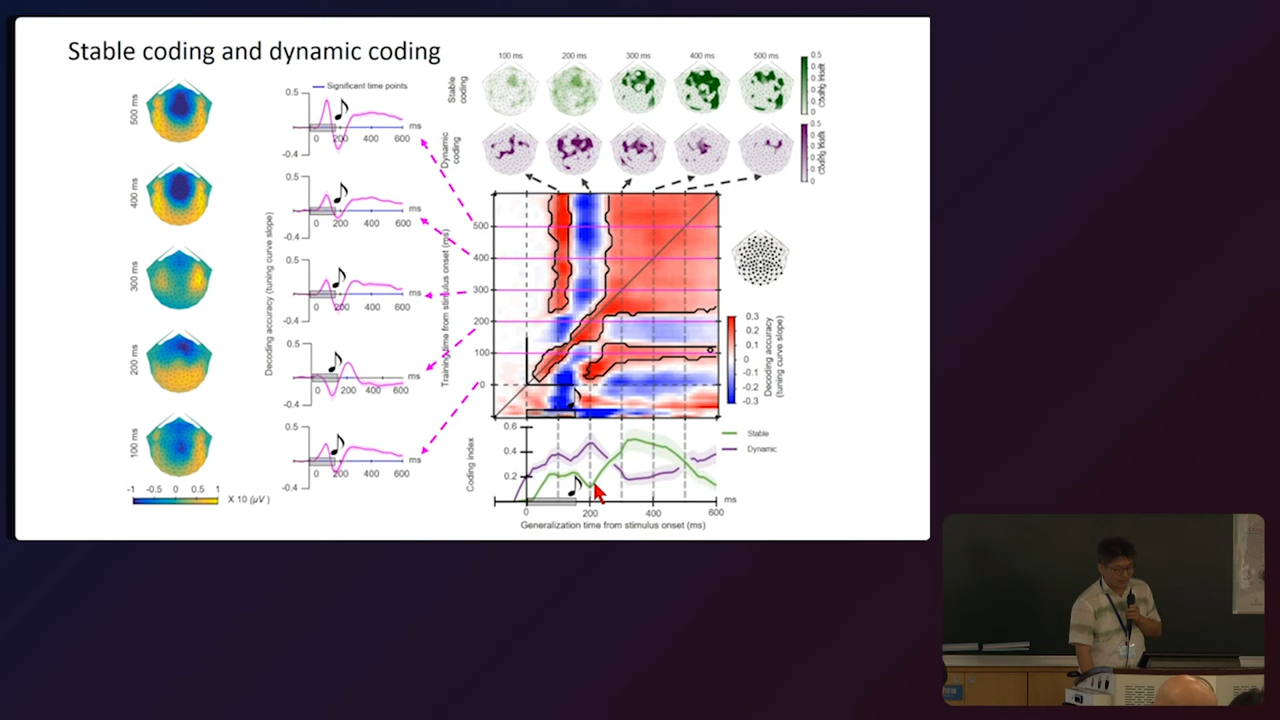 Stable coding and dynamic coding
500 ms
400 ms
300 ms
200 ms
100 ms
-1 -0.5 0 0.5 1
X 10 (μV)
Decoding accuracy (tuning curve slope)
Significant time points
0.5
-0.4
0 200 400 600
ms
0.5
-0.4
0 200 400 600
ms
0.5
-0.4
0 200 400 600
ms
0.5
-0.4
0 200 400 600
ms
0.5
-0.4
0 200 400 600
ms
100 ms 200 ms 300 ms 400 ms 500 ms
Stable coding
0.5
0
Coding index
Dynamic coding
0.5
0
Coding index
Training time from stimulus onset (ms)
500
400
300
200
100
0
0.3
0.2
0.1
0
-0.1
-0.2
-0.3
Decoding accuracy
(tuning curve slope)
Coding index
0.6
0.4
0.2
Stable
Dynamic
0 200 400 600
ms
Generalization time from stimulus onset (ms)